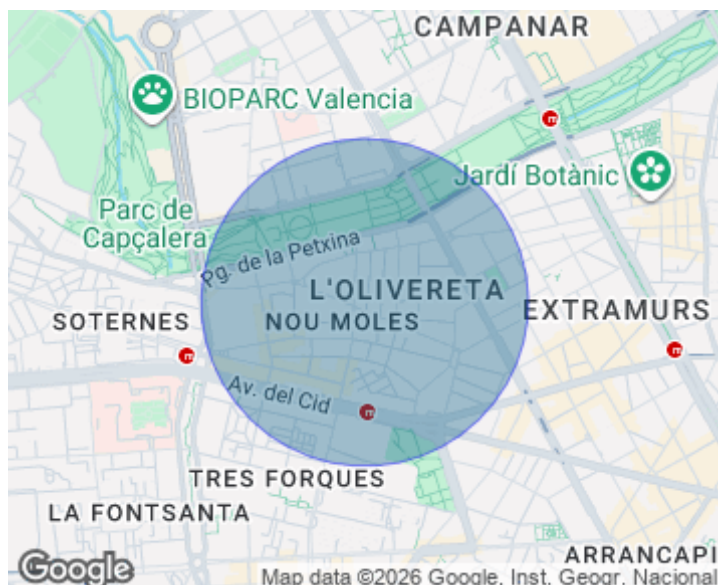 CAMPANAR
BIOPARC Valencia
Jardí Botànic
Parc de
Capçalera
Pg. de la Petxina
L'OLIVERETA
EXTRAMURS
SOTERNES
NOU MOLES
Av. del Cid
TRES FORQUES
LA FONTSANTA
ARRANCAPI
Google
Map data ©2026 Google, Inst. Geogr. Nacional